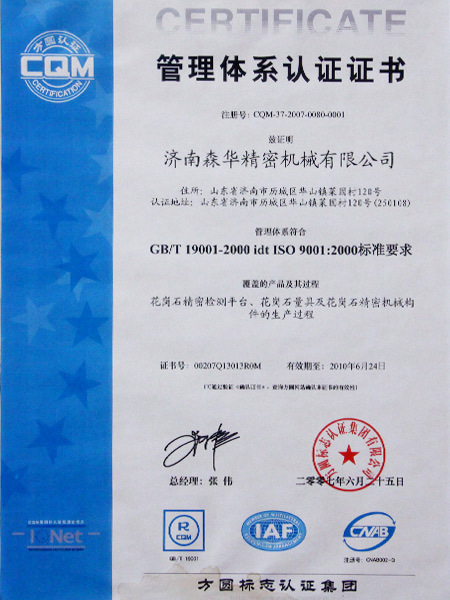 CERTIFICATE
方圆认证
CQM
CERTIFICATION
管理体系认证证书
注册号: CQM-37-2007-0080-0001
兹证明
济南森华精密机械有限公司
住所: 山东省济南市历城区华山镇菜园村120号
认证地址: 山东省济南市历城区华山镇菜园村120号(250108)
管理体系符合
GB/T 19001-2000 idt ISO 9001:2000标准要求
覆盖的产品及其过程
花岗石精密检测平台、花岗石量具及花岗石精密机械构
件的生产过程
证书号: 00207Q13013R0M 有效期至: 2010年6月24日
总经理: 张伟
方圆标志认证集团有限公司
二〇〇七年六月二十五日
IQNet
R
CQM
GB/T 19001
IAF
CNAB
注册号: CNAB002-Q
方圆标志认证集团